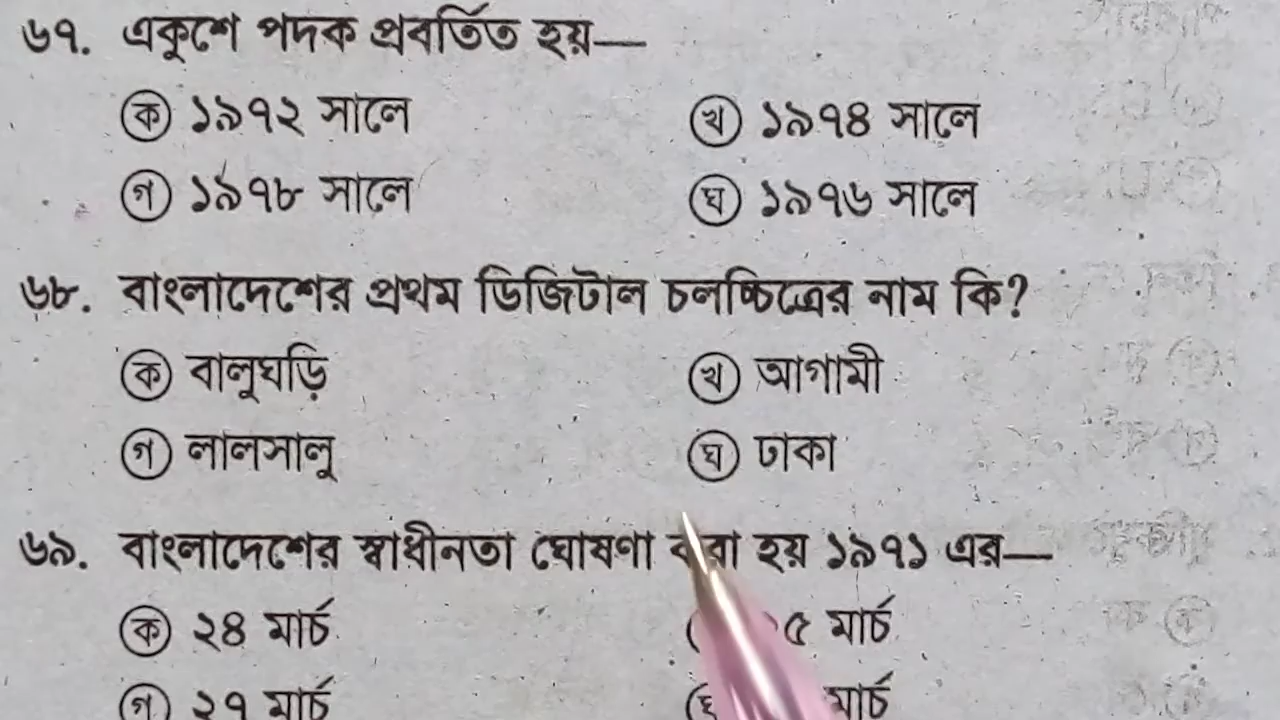 ৬৭. একুশে পদক প্রবর্তিত হয়—
ক ১৯৭২ সালে খ ১৯৭৪ সালে
গ ১৯৭৮ সালে ঘ ১৯৭৬ সালে
৬৮. বাংলাদেশের প্রথম ডিজিটাল চলচ্চিত্রের নাম কি?
ক বালুঘড়ি খ আগামী
গ লালসালু ঘ ঢাকা
৬৯. বাংলাদেশের স্বাধীনতা ঘোষণা করা হয় ১৯৭১ এর—
ক ২৪ মার্চ ৫ মার্চ
গ ২৭ মার্চ ঘ মার্চ